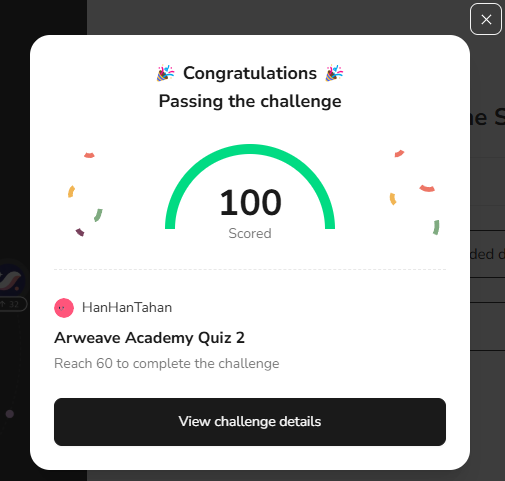 🎉 Congratulations 🎉
Passing the challenge
100
Scored
HanHanTahan
Arweave Academy Quiz 2
Reach 60 to complete the challenge
View challenge details